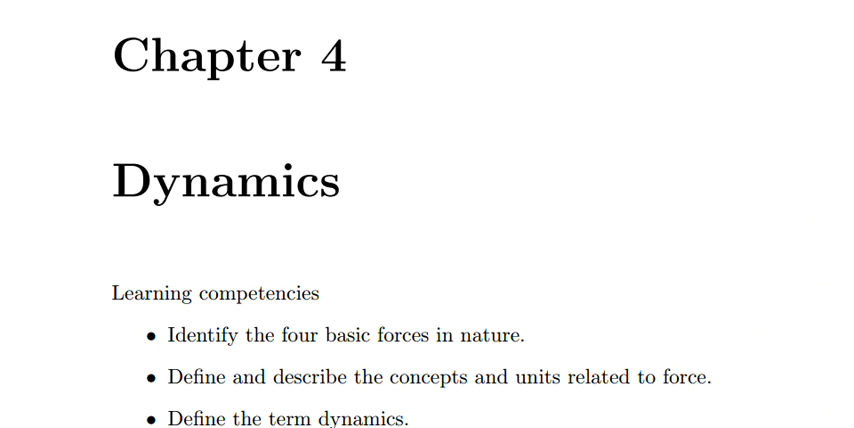 Chapter 4
Dynamics
Learning competencies
• Identify the four basic forces in nature.
• Define and describe the concepts and units related to force.
• Define the term dynamics.